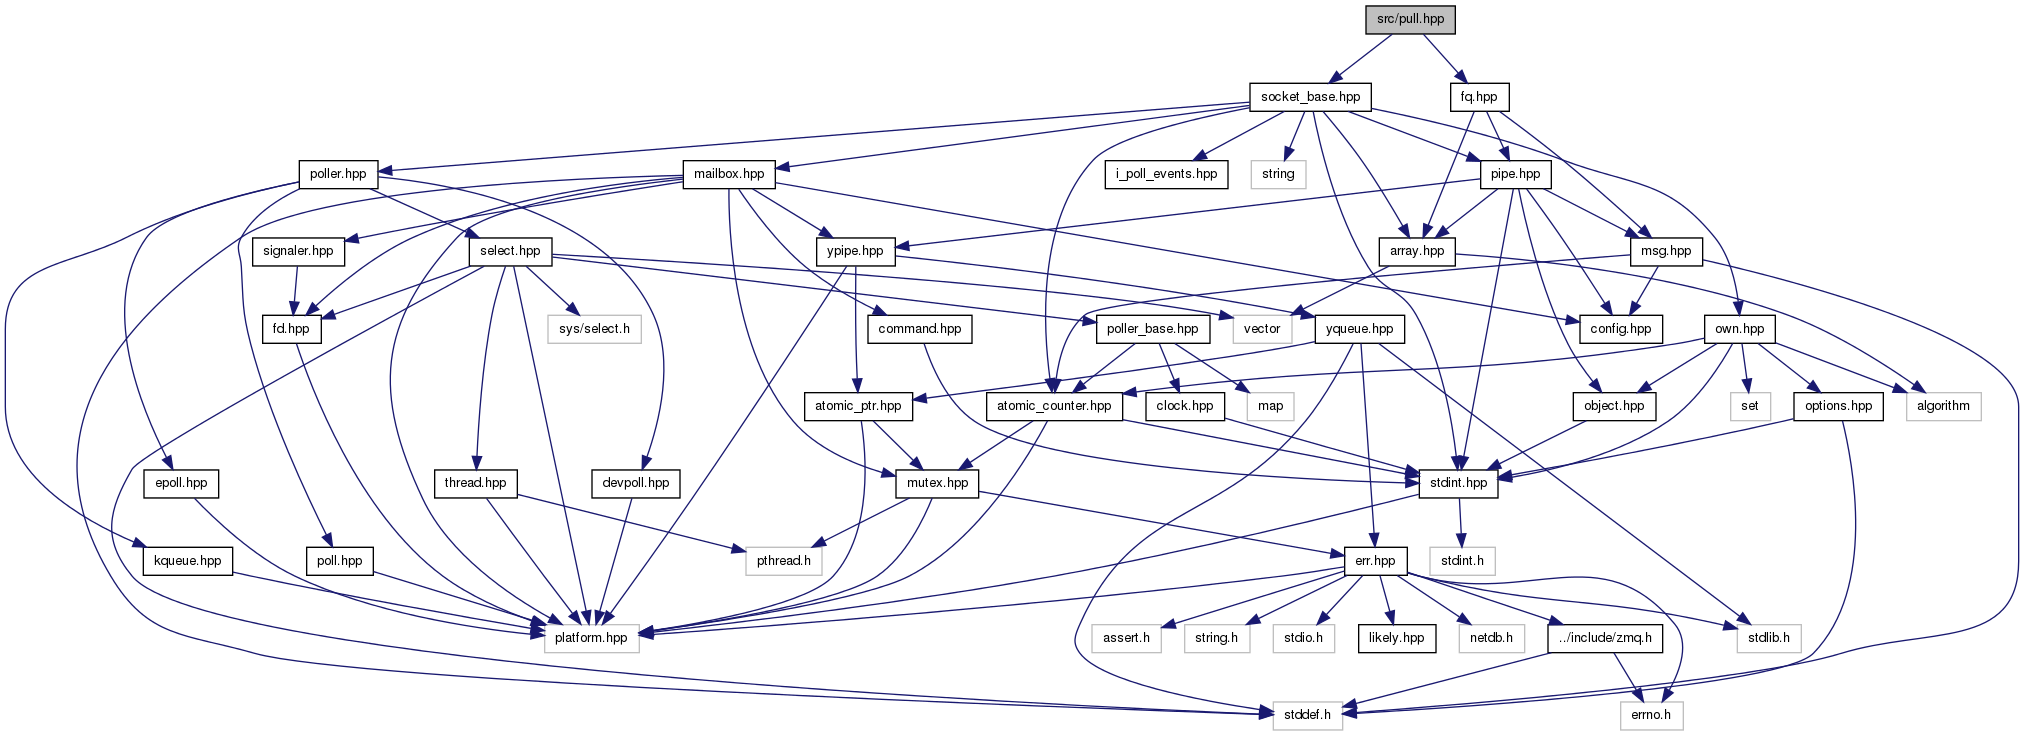 src/pull.hpp
socket_base.hpp
fq.hpp
poller.hpp
mailbox.hpp
i_poll_events.hpp
string
pipe.hpp
signaler.hpp
select.hpp
ypipe.hpp
array.hpp
msg.hpp
fd.hpp
sys/select.h
command.hpp
poller_base.hpp
vector
yqueue.hpp
config.hpp
own.hpp
atomic_ptr.hpp
atomic_counter.hpp
clock.hpp
map
object.hpp
set
options.hpp
algorithm
epoll.hpp
thread.hpp
devpoll.hpp
mutex.hpp
stdint.hpp
kqueue.hpp
poll.hpp
pthread.h
err.hpp
stdint.h
platform.hpp
assert.h
string.h
stdio.h
likely.hpp
netdb.h
../include/zmq.h
stdlib.h
stddef.h
errno.h